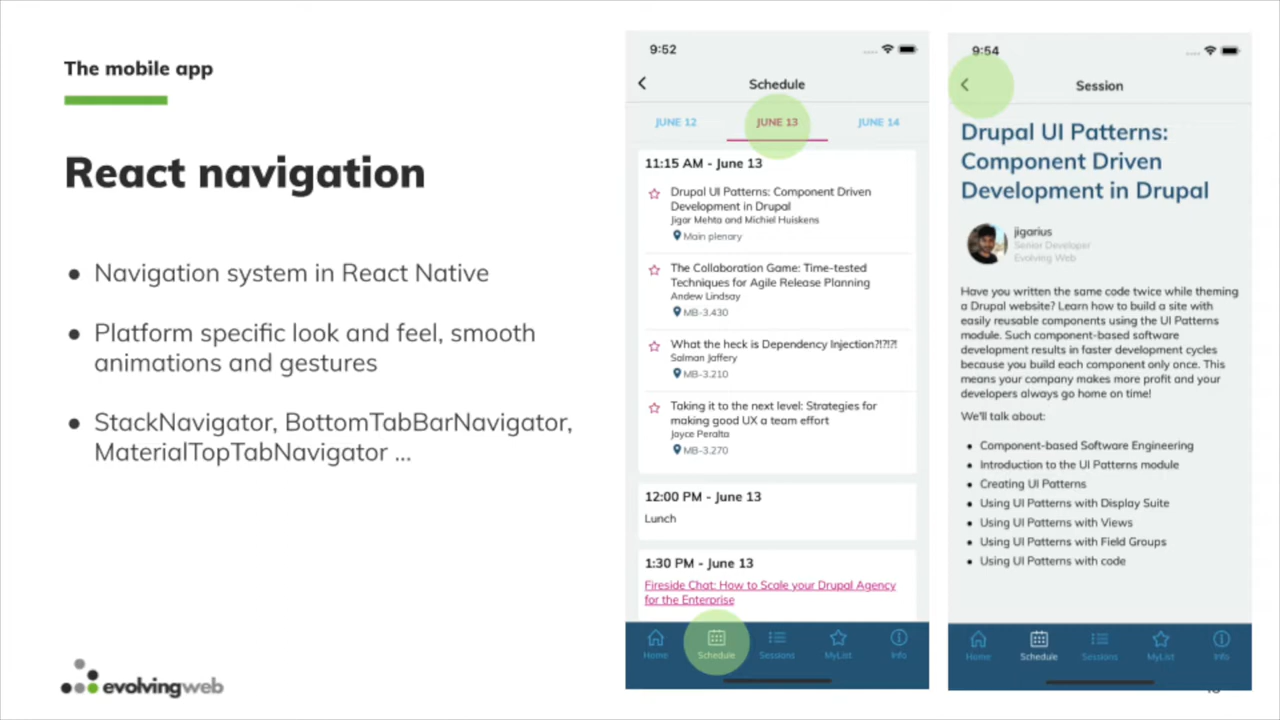 The mobile app
React navigation
● Navigation system in React Native
● Platform specific look and feel, smooth
animations and gestures
● StackNavigator, BottomTabBarNavigator,
MaterialTopTabNavigator ...
evolvingweb
9:52
Schedule
JUNE 12 JUNE 13 JUNE 14
11:15 AM - June 13
Drupal UI Patterns: Component Driven
Development in Drupal
Jigar Mehta and Michiel Huiskens
Main plenary
The Collaboration Game: Time-tested
Techniques for Agile Release Planning
Andew Lindsay
MB-3.430
What the heck is Dependency Injection?!?!?!
Salman Jaffery
MB-3.210
Taking it to the next level: Strategies for
making good UX a team effort
Joyce Peralta
MB-3.270
12:00 PM - June 13
Lunch
1:30 PM - June 13
Fireside Chat: How to Scale your Drupal Agency
for the Enterprise
Home Schedule Sessions MyList Info
9:54
Session
Drupal UI Patterns:
Component Driven
Development in Drupal
jigarius
Senior Developer
Evolving Web
Have you written the same code twice while theming
a Drupal website? Learn how to build a site with
easily reusable components using the UI Patterns
module. Such component-based software
development results in faster development cycles
because you build each component only once. This
means your company makes more profit and your
developers always go home on time!
We'll talk about:
• Component-based Software Engineering
• Introduction to the UI Patterns module
• Creating UI Patterns
• Using UI Patterns with Display Suite
• Using UI Patterns with Views
• Using UI Patterns with Field Groups
• Using UI Patterns with code
Home Schedule Sessions MyList Info